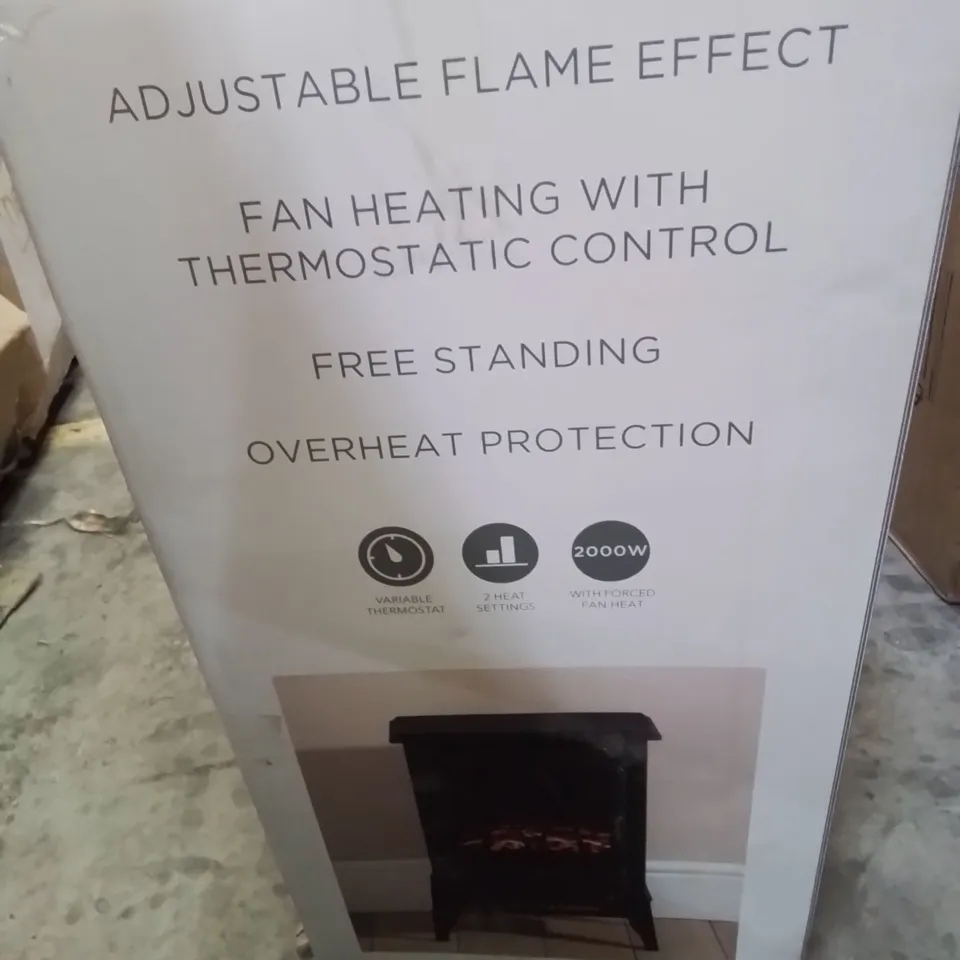 ADJUSTABLE FLAME EFFECT
FAN HEATING WITH
THERMOSTATIC CONTROL
FREE STANDING
OVERHEAT PROTECTION
VARIABLE
THERMOSTAT
2 HEAT
SETTINGS
2000W
WITH FORCED
FAN HEAT